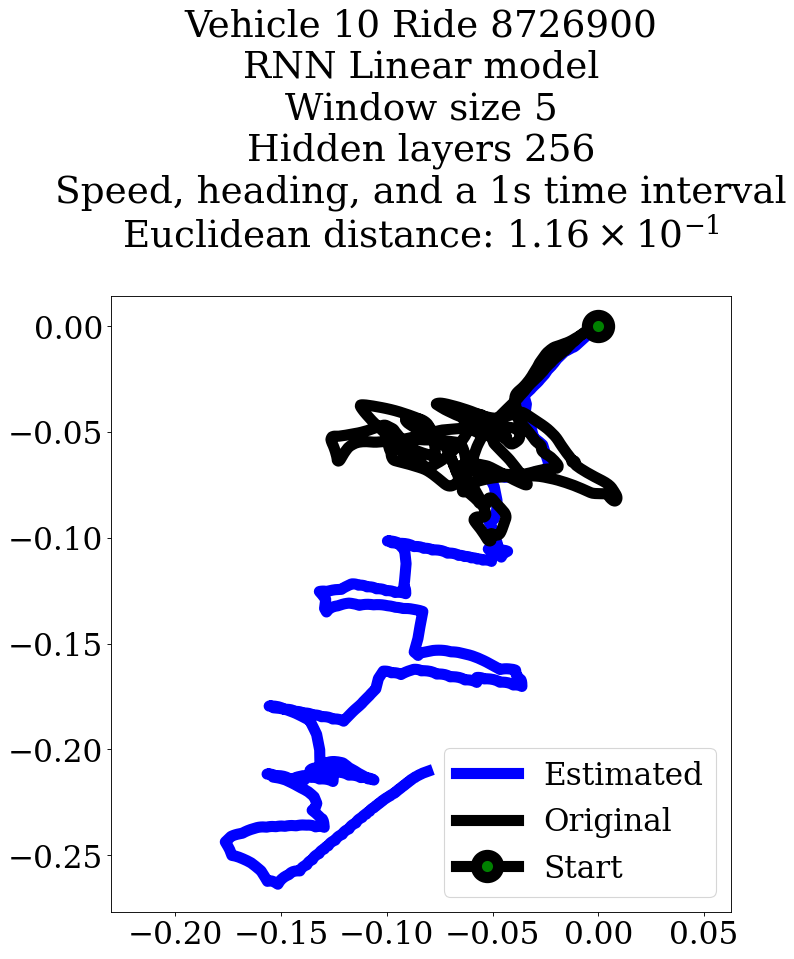 Vehicle 10 Ride 8726900
RNN Linear model
Window size 5
Hidden layers 256
Speed, heading, and a 1s time interval
Euclidean distance: 1.16 × 10⁻¹
0.00
−0.05
−0.10
−0.15
−0.20
−0.25
Estimated
Original
Start
−0.20 −0.15 −0.10 −0.05 0.00 0.05